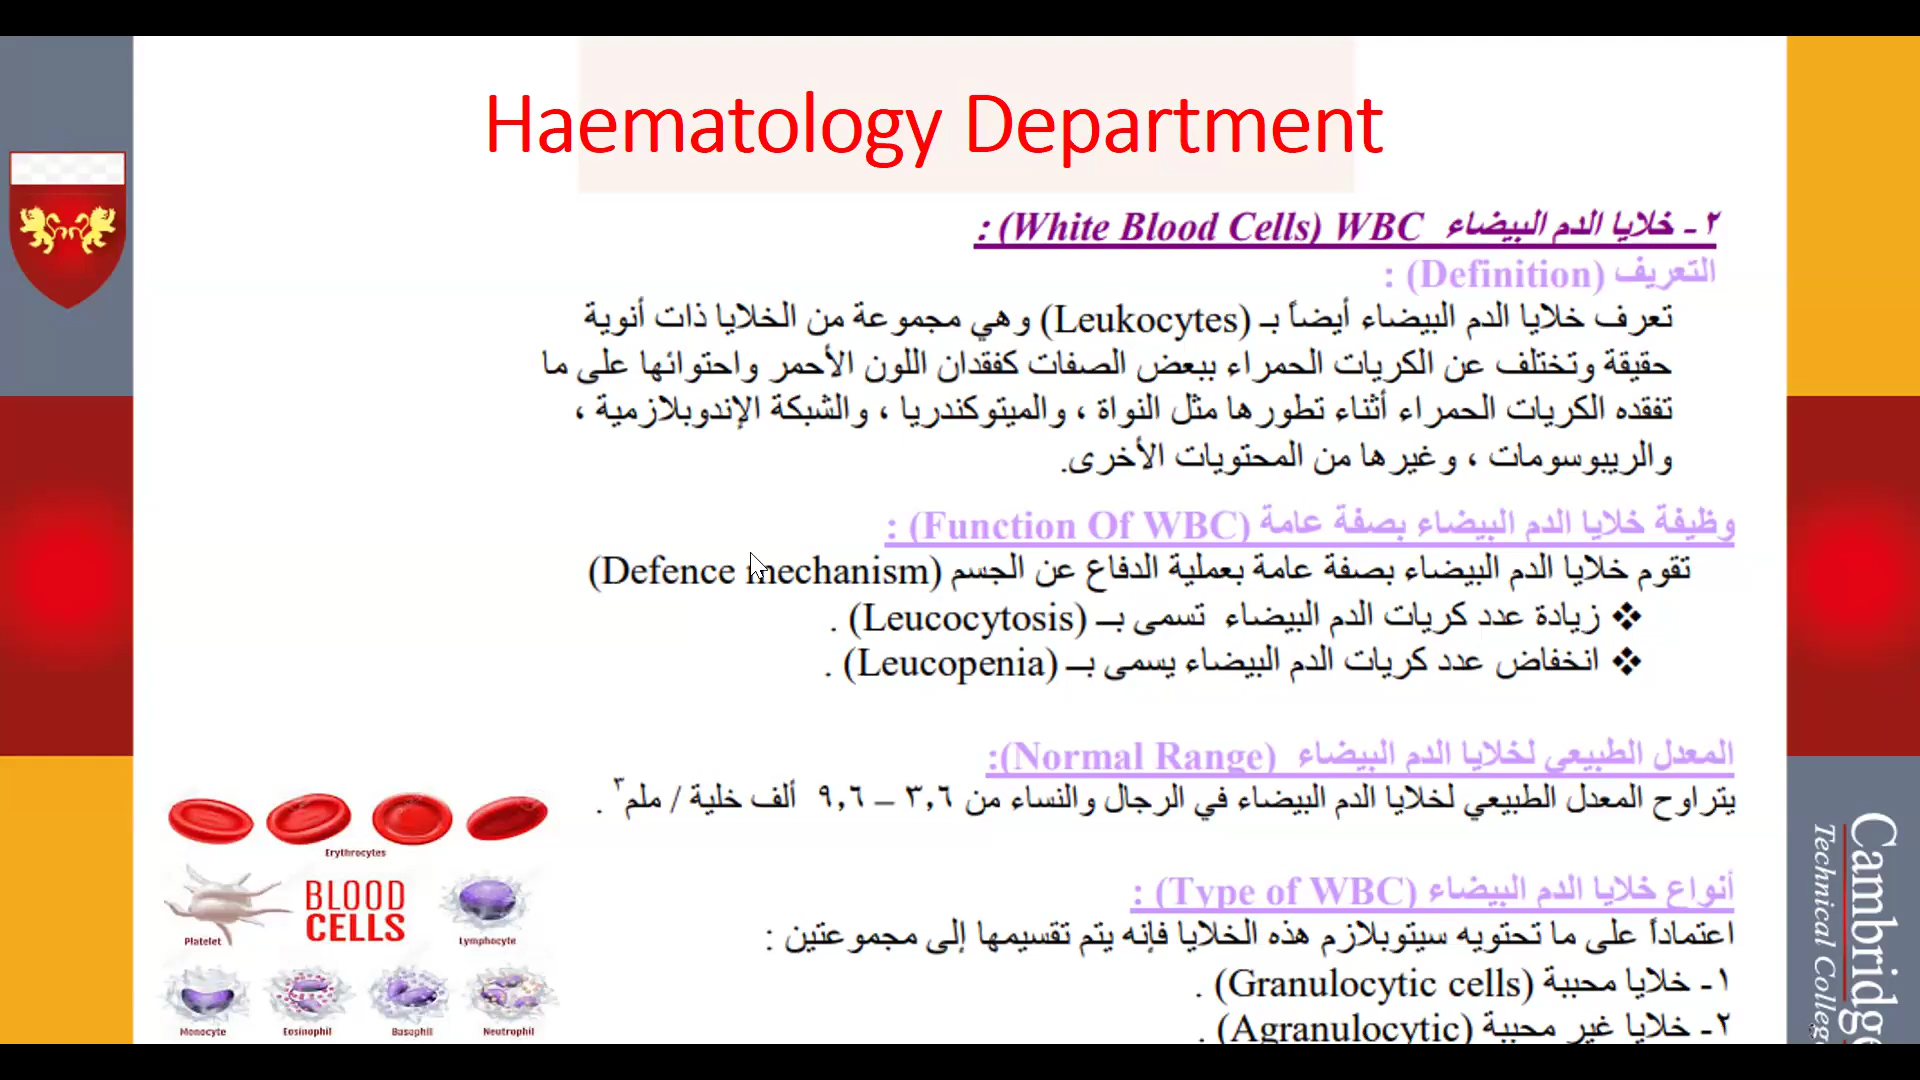 Haematology Department
٢ - خلايا الدم البيضاء White Blood Cells) WBC) :
التعريف (Definition) :
تعرف خلايا الدم البيضاء أيضاً بـ (Leukocytes) وهي مجموعة من الخلايا ذات أنوية
حقيقة وتختلف عن الكريات الحمراء ببعض الصفات كفقدان اللون الأحمر واحتوائها على ما
تفقده الكريات الحمراء أثناء تطورها مثل النواة ، والميتوكندريا ، والشبكة الإندوبلازمية ،
والريبوسومات ، وغيرها من المحتويات الأخرى.
وظيفة خلايا الدم البيضاء بصفة عامة (Function Of WBC) :
تقوم خلايا الدم البيضاء بصفة عامة بعملية الدفاع عن الجسم (Defence mechanism)
❖ زيادة عدد كريات الدم البيضاء تسمى بـ (Leucocytosis) .
❖ انخفاض عدد كريات الدم البيضاء يسمى بـ (Leucopenia) .
المعدل الطبيعي لخلايا الدم البيضاء (Normal Range):
يتراوح المعدل الطبيعي لخلايا الدم البيضاء في الرجال والنساء من ٣,٦ – ٩,٦ ألف خلية / ملم٣ .
أنواع خلايا الدم البيضاء (Type of WBC) :
اعتماداً على ما تحتويه سيتوبلازم هذه الخلايا فإنه يتم تقسيمها إلى مجموعتين :
١- خلايا محببة (Granulocytic cells) .
٢- خلايا غير محببة (Agranulocytic) .
Erythrocytes
BLOOD
CELLS
Platelet
Lymphocyte
Monocyte
Eosinophil
Basophil
Neutrophil
Cambridge
Technical College